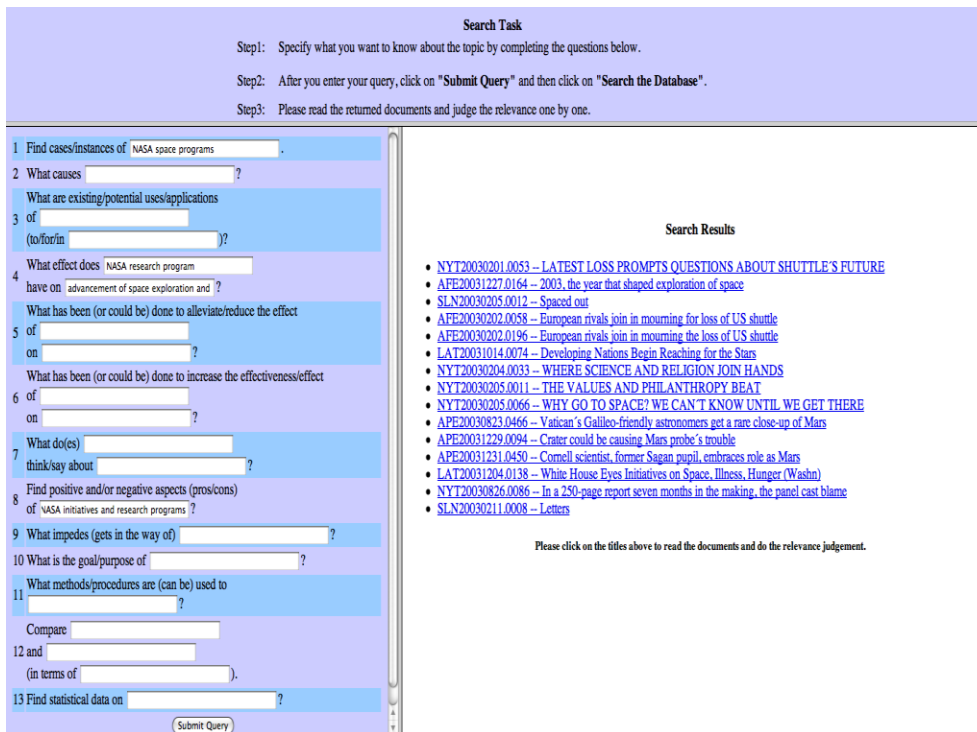 Search Task
Step1: Specify what you want to know about the topic by completing the questions below.
Step2: After you enter your query, click on "Submit Query" and then click on "Search the Database".
Step3: Please read the returned documents and judge the relevance one by one.
1 Find cases/instances of NASA space programs .
2 What causes ?
What are existing/potential uses/applications
3 of
(to/for/in )?
What effect does NASA research program
4
have on advancement of space exploration and ?
What has been (or could be) done to alleviate/reduce the effect
5 of
on ?
What has been (or could be) done to increase the effectiveness/effect
6 of
on ?
What do(es)
7
think/say about ?
Find positive and/or negative aspects (pros/cons)
8
of NASA initiatives and research programs ?
9 What impedes (gets in the way of) ?
10 What is the goal/purpose of ?
What methods/procedures are (can be) used to
11
?
Compare
12 and
(in terms of ).
13 Find statistical data on ?
Submit Query
Search Results
• NYT20030201.0053 -- LATEST LOSS PROMPTS QUESTIONS ABOUT SHUTTLE´S FUTURE
• AFE20031227.0164 -- 2003, the year that shaped exploration of space
• SLN20030205.0012 -- Spaced out
• AFE20030202.0058 -- European rivals join in mourning for loss of US shuttle
• AFE20030202.0196 -- European rivals join in mourning the loss of US shuttle
• LAT20031014.0074 -- Developing Nations Begin Reaching for the Stars
• NYT20030204.0033 -- WHERE SCIENCE AND RELIGION JOIN HANDS
• NYT20030205.0011 -- THE VALUES AND PHILANTHROPY BEAT
• NYT20030205.0066 -- WHY GO TO SPACE? WE CAN´T KNOW UNTIL WE GET THERE
• APE20030823.0466 -- Vatican´s Galileo-friendly astronomers get a rare close-up of Mars
• APE20031229.0094 -- Crater could be causing Mars probe´s trouble
• APE20031231.0450 -- Cornell scientist, former Sagan pupil, embraces role as Mars
• LAT20031204.0138 -- White House Eyes Initiatives on Space, Illness, Hunger (Washn)
• NYT20030826.0086 -- In a 250-page report seven months in the making, the panel cast blame
• SLN20030211.0008 -- Letters
Please click on the titles above to read the documents and do the relevance judgement.